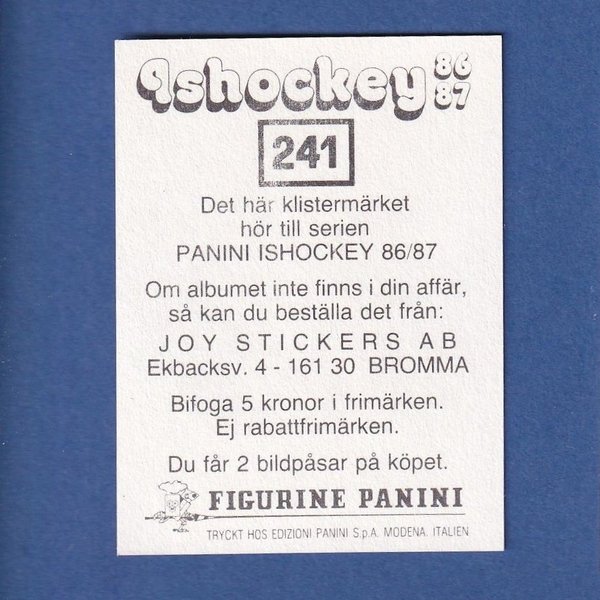 Ishockey 86
87
241
Det här klistermärket
hör till serien
PANINI ISHOCKEY 86/87
Om albumet inte finns i din affär,
så kan du beställa det från:
JOY STICKERS AB
Ekbacksv. 4 - 161 30 BROMMA
Bifoga 5 kronor i frimärken.
Ej rabattfrimärken.
Du får 2 bildpåsar på köpet.
FIGURINE PANINI
TRYCKT HOS EDIZIONI PANINI S.p.A. MODENA. ITALIEN